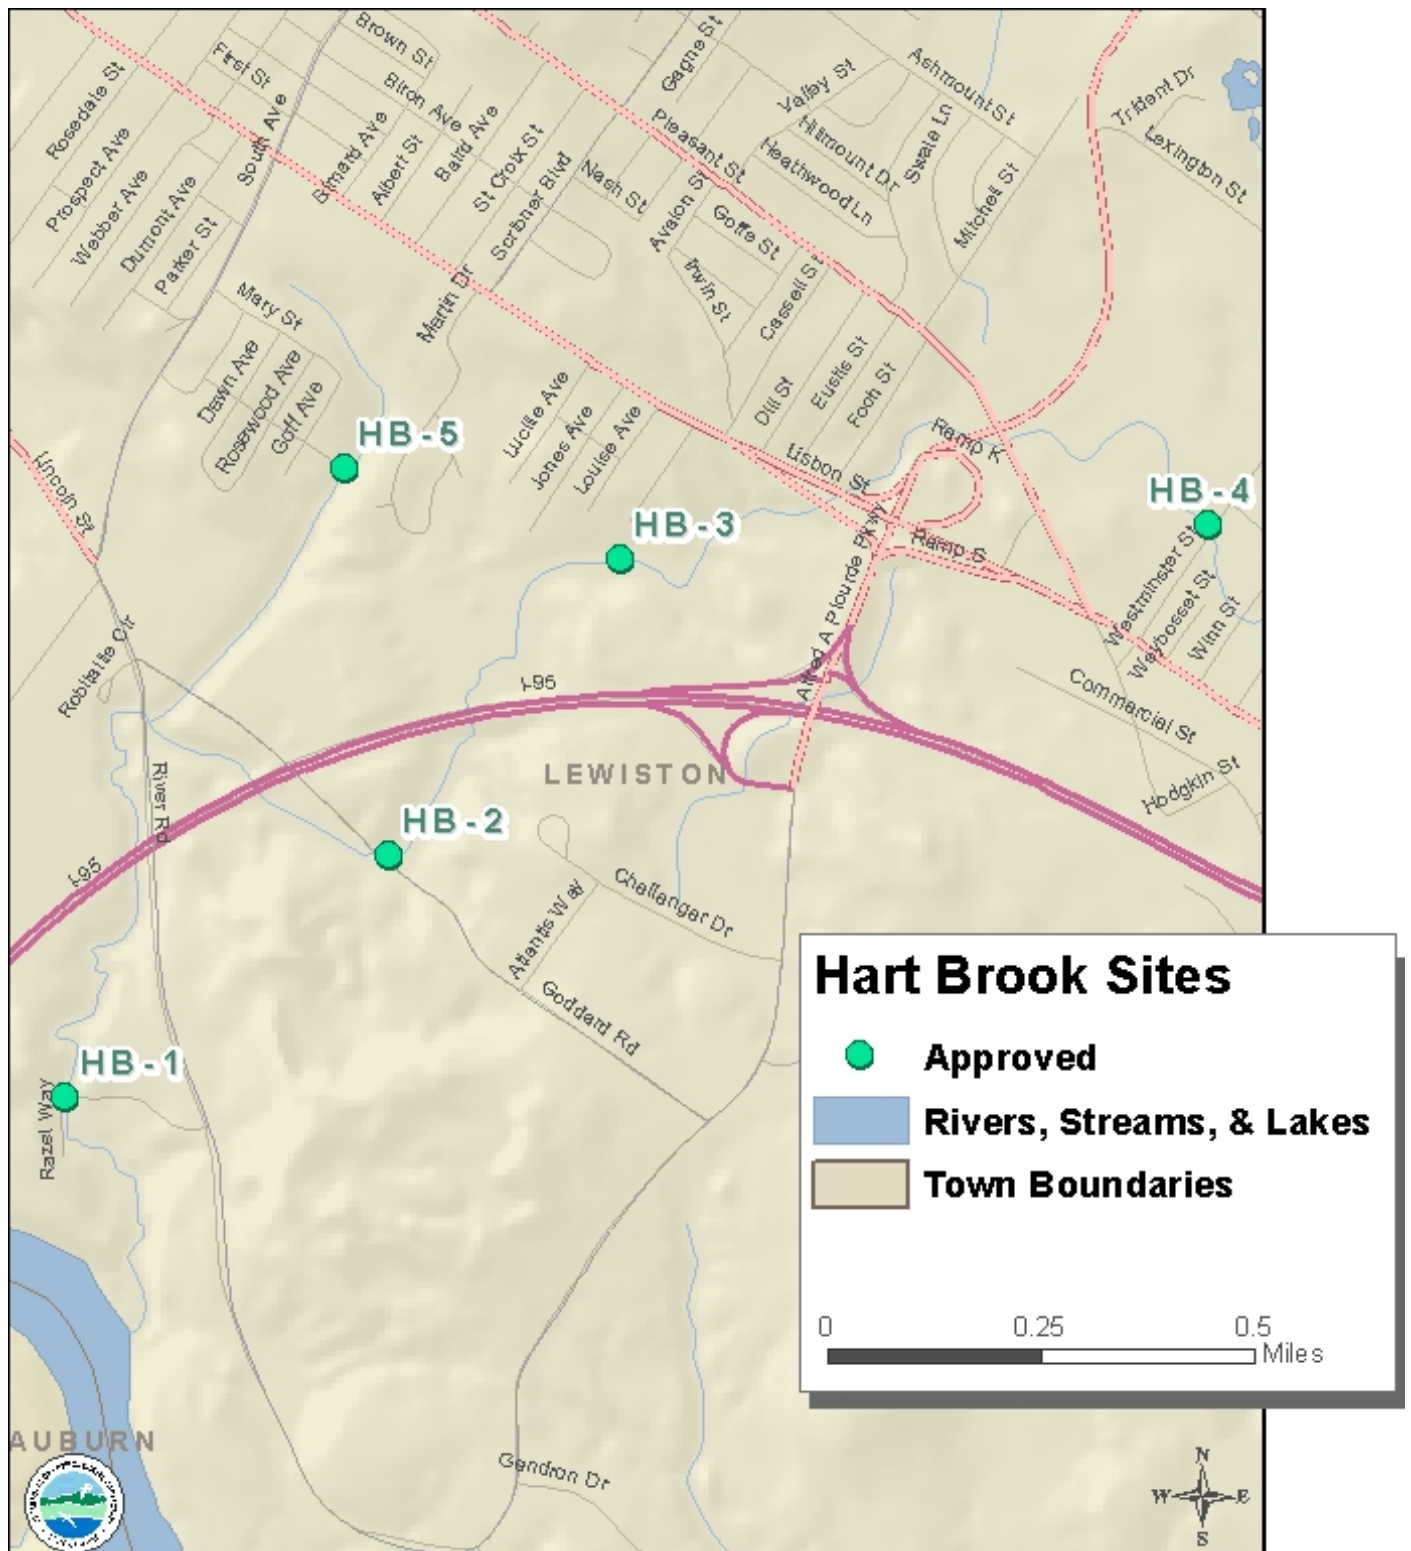 Brown St
First St
Rosedale St
Biron Ave
Gagne St
Ashmount St
Valley St
Trident Dr
South Ave
Prospect Ave
Albert St
Baird Ave
Pleasant St
Hillmount Dr
Swale Ln
Lexington St
Webber Ave
St Croix St
Heathwood Ln
Mitchell St
Dumont Ave
Nash St
Scribner Blvd
Avalon St
Goffe St
Parker St
Irwin St
Cassell St
Mary St
Martin Dr
Dawn Ave
Rosewood Ave
Goff Ave
Lucille Ave
Jones Ave
Louise Ave
Dill St
Eustis St
Foch St
HB-5
Lisbon St
Ramp K
Lincoln St
HB-4
HB-3
Ramp S
Westminster St
Weybosset St
Winn St
Alfred A Plourde Pkwy
Robitaille Cir
I-95
Commercial St
LEWISTON
River Rd
Hodgkin St
HB-2
I-95
Challenger Dr
Atlantis Way
Goddard Rd
HB-1
Razel Way
Hart Brook Sites
Approved
Rivers, Streams, & Lakes
Town Boundaries
0 0.25 0.5
Miles
AUBURN
Gendron Dr
N
W E
S